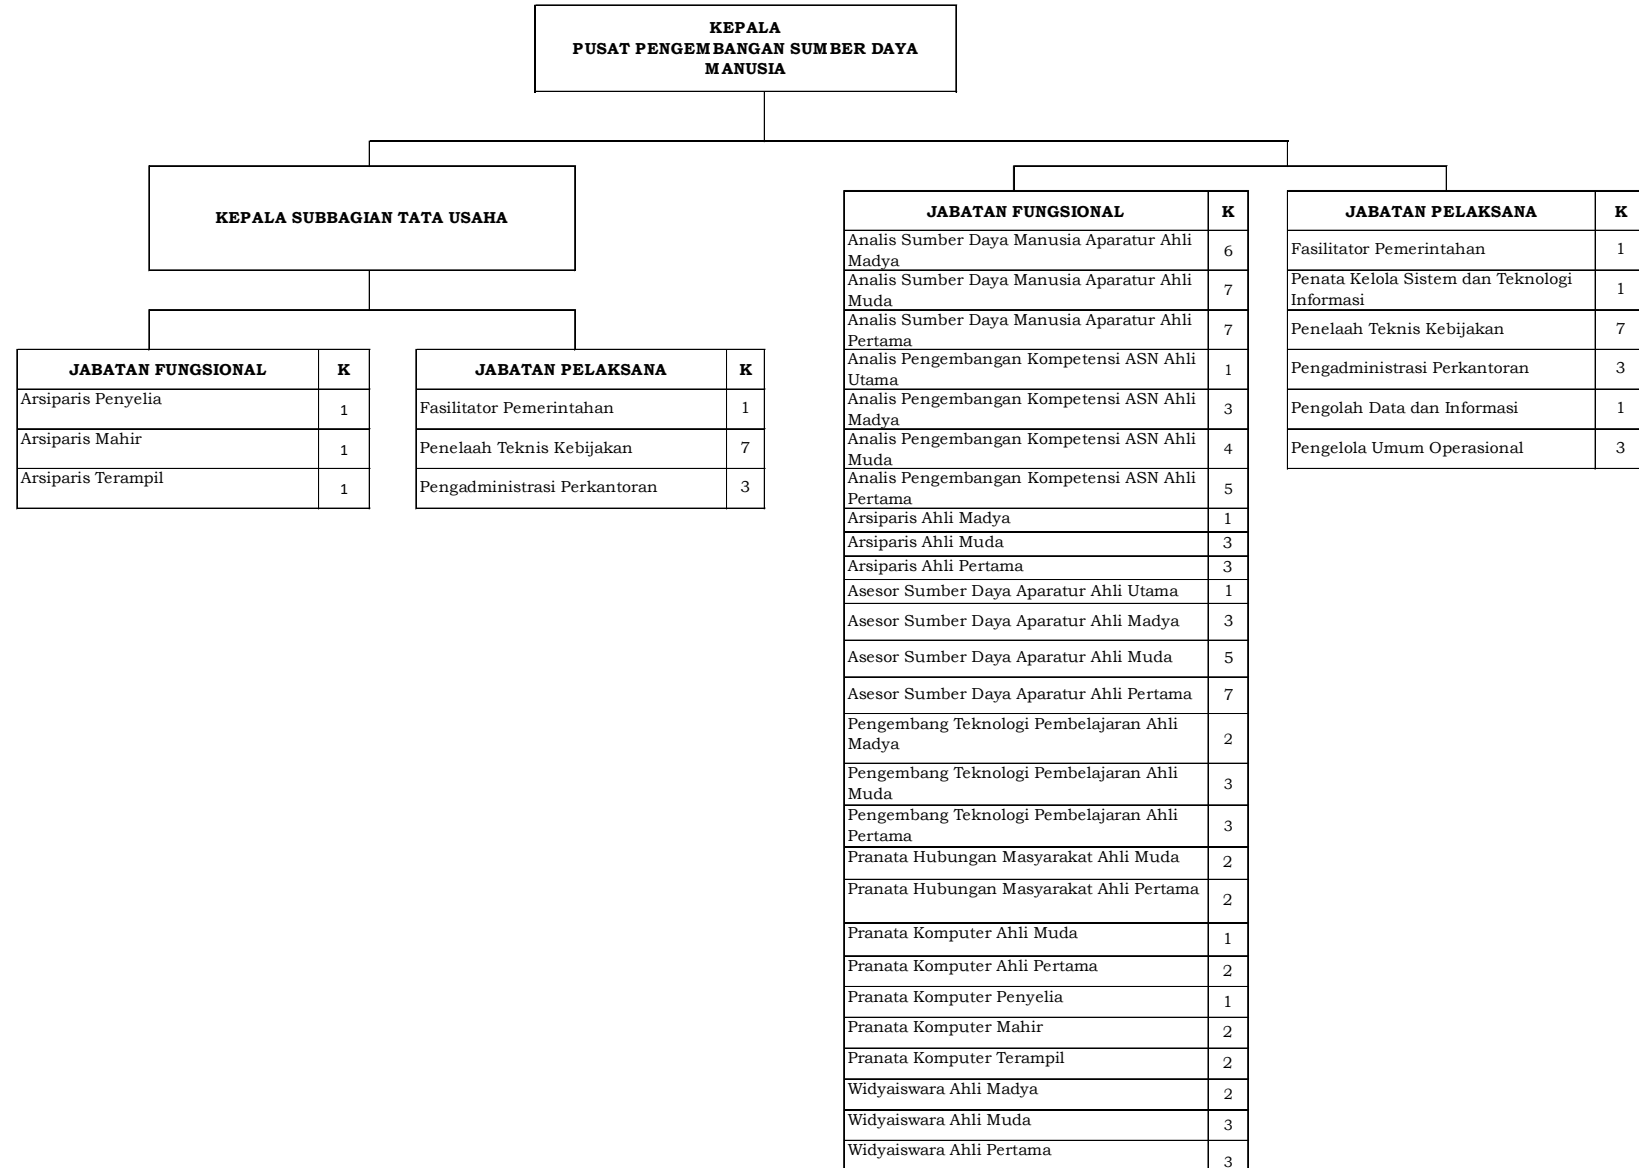 KEPALA
PUSAT PENGEMBANGAN SUMBER DAYA
MANUSIA
KEPALA SUBBAGIAN TATA USAHA
JABATAN FUNGSIONAL K
Arsiparis Penyelia 1
Arsiparis Mahir 1
Arsiparis Terampil 1
JABATAN PELAKSANA K
Fasilitator Pemerintahan 1
Penelaah Teknis Kebijakan 7
Pengadministrasi Perkantoran 3
JABATAN FUNGSIONAL K
Analis Sumber Daya Manusia Aparatur Ahli
Madya 6
Analis Sumber Daya Manusia Aparatur Ahli
Muda 7
Analis Sumber Daya Manusia Aparatur Ahli
Pertama 7
Analis Pengembangan Kompetensi ASN Ahli
Utama 1
Analis Pengembangan Kompetensi ASN Ahli
Madya 3
Analis Pengembangan Kompetensi ASN Ahli
Muda 4
Analis Pengembangan Kompetensi ASN Ahli
Pertama 5
Arsiparis Ahli Madya 1
Arsiparis Ahli Muda 3
Arsiparis Ahli Pertama 3
Asesor Sumber Daya Aparatur Ahli Utama 1
Asesor Sumber Daya Aparatur Ahli Madya 3
Asesor Sumber Daya Aparatur Ahli Muda 5
Asesor Sumber Daya Aparatur Ahli Pertama 7
Pengembang Teknologi Pembelajaran Ahli
Madya 2
Pengembang Teknologi Pembelajaran Ahli
Muda 3
Pengembang Teknologi Pembelajaran Ahli
Pertama 3
Pranata Hubungan Masyarakat Ahli Muda 2
Pranata Hubungan Masyarakat Ahli Pertama 2
Pranata Komputer Ahli Muda 1
Pranata Komputer Ahli Pertama 2
Pranata Komputer Penyelia 1
Pranata Komputer Mahir 2
Pranata Komputer Terampil 2
Widyaiswara Ahli Madya 2
Widyaiswara Ahli Muda 3
Widyaiswara Ahli Pertama 3
JABATAN PELAKSANA K
Fasilitator Pemerintahan 1
Penata Kelola Sistem dan Teknologi
Informasi 1
Penelaah Teknis Kebijakan 7
Pengadministrasi Perkantoran 3
Pengolah Data dan Informasi 1
Pengelola Umum Operasional 3